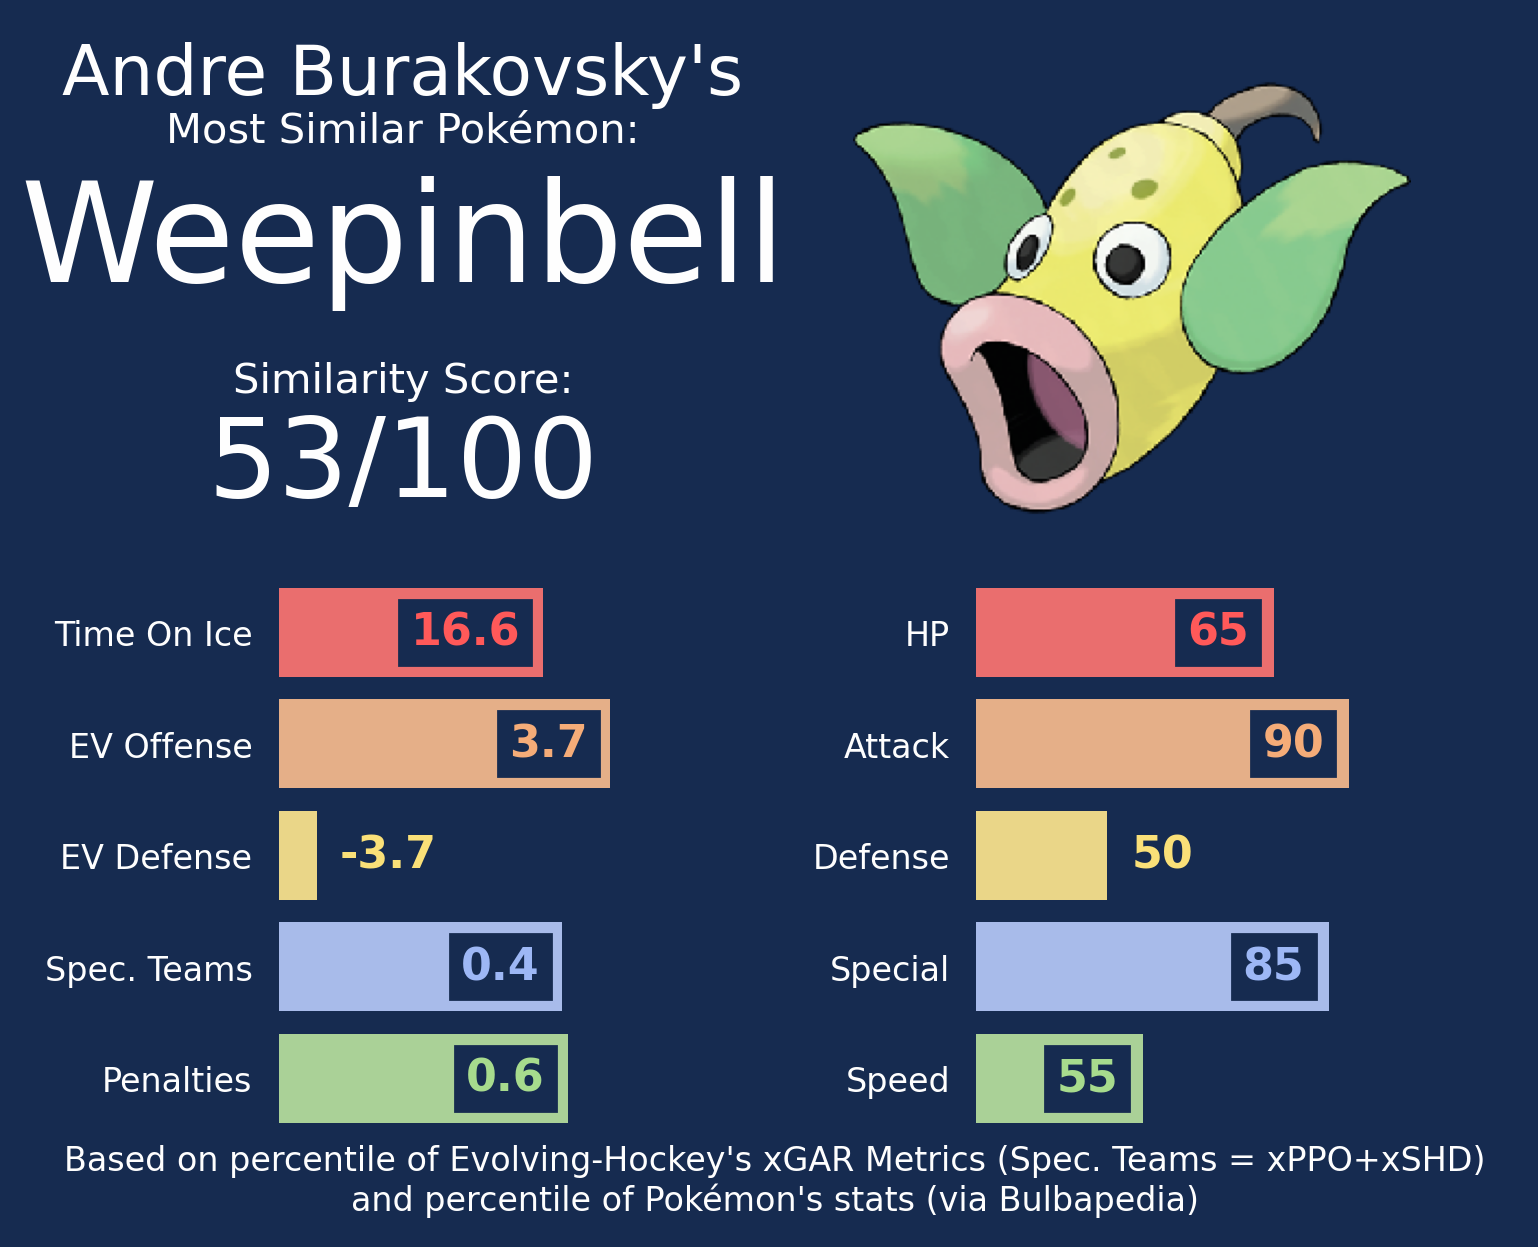 Andre Burakovsky's
Most Similar Pokémon:
Weepinbell
Similarity Score:
53/100
Time On Ice 16.6
EV Offense 3.7
EV Defense -3.7
Spec. Teams 0.4
Penalties 0.6
HP 65
Attack 90
Defense 50
Special 85
Speed 55
Based on percentile of Evolving-Hockey's xGAR Metrics (Spec. Teams = xPPO+xSHD)
and percentile of Pokémon's stats (via Bulbapedia)